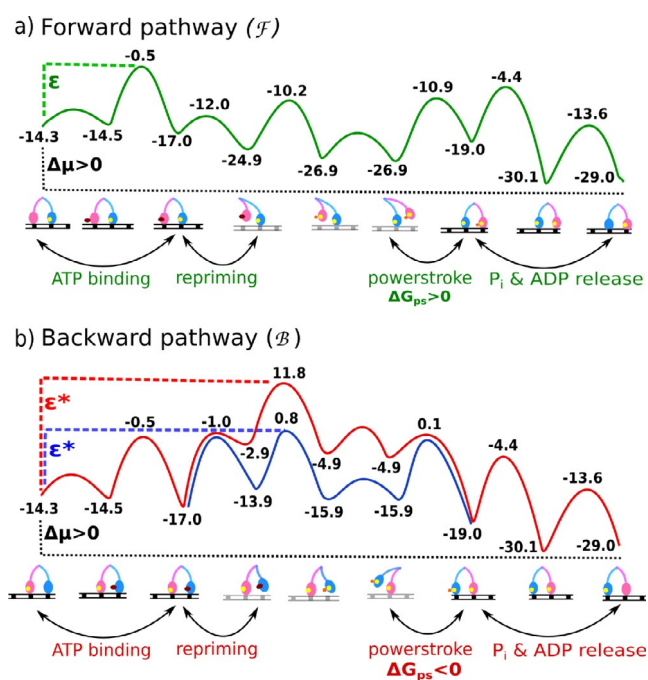 a) Forward pathway (ℱ)
-0.5
ε
-12.0
-10.2
-10.9
-4.4
-13.6
-14.3
-14.5
-17.0
-24.9
-26.9
-26.9
-19.0
-30.1
-29.0
Δμ>0
ATP binding
repriming
powerstroke
P_i & ADP release
ΔG_ps>0
b) Backward pathway (ℬ)
11.8
ε*
-0.5
-1.0
0.8
0.1
ε*
-2.9
-4.9
-4.9
-4.4
-13.6
-14.3
-14.5
-17.0
-13.9
-15.9
-15.9
-19.0
-30.1
-29.0
Δμ>0
ATP binding
repriming
powerstroke
P_i & ADP release
ΔG_ps<0